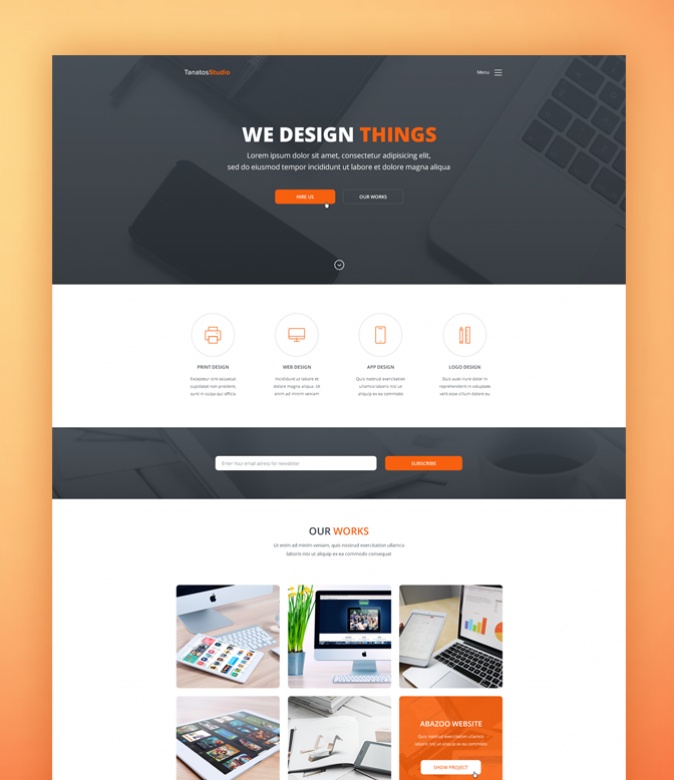 TanatosStudio
Menu
WE DESIGN THINGS
Lorem ipsum dolor sit amet, consectetur adipisicing elit,
sed do eiusmod tempor incididunt ut labore et dolore magna aliqua
HIRE US
OUR WORKS
PRINT DESIGN
WEB DESIGN
APP DESIGN
LOGO DESIGN
Excepteur sint occaecat
cupidatat non proident,
sunt in culpa qui officia
Incididunt ut labore et
dolore magna aliqua. Ut
enim ad minim veniam
Quis nostrud exercitation
ullamco laboris nisi ut
aliquip ex ea commodo
Duis aute irure dolor in
reprehenderit in voluptate
velit esse cillum dolore eu
Enter Your email adress for newsletter
SUBSCRIBE
OUR WORKS
Ut enim ad minim veniam, quis nostrud exercitation ullamco
laboris nisi ut aliquip ex ea commodo consequat
ABAZOO WEBSITE
Quis nostrud exercitation ullamco
laboris nisi ut aliquip ex ea commodo
SHOW PROJECT